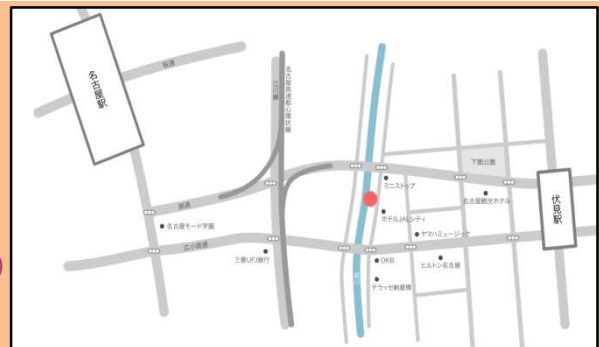 名古屋駅
桜通
江川線
名古屋高速都心環状線
錦通
下園公園
ミニストップ
名古屋観光ホテル
伏見駅
名古屋モード学園
ホテルJALシティ
広小路通
ヤマハミュージック
三菱UFJ銀行
OKB
ヒルトン名古屋
堀川
テラッセ納屋橋